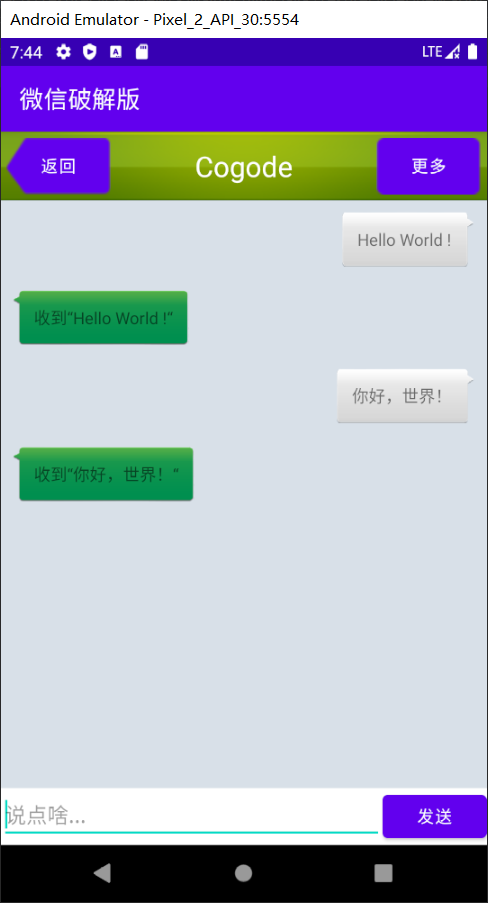 Android Emulator - Pixel_2_API_30:5554
7:44 LTE
微信破解版
返回 Cogode 更多
Hello World !
收到"Hello World !"
你好，世界！
收到"你好，世界！"
说点啥... 发送